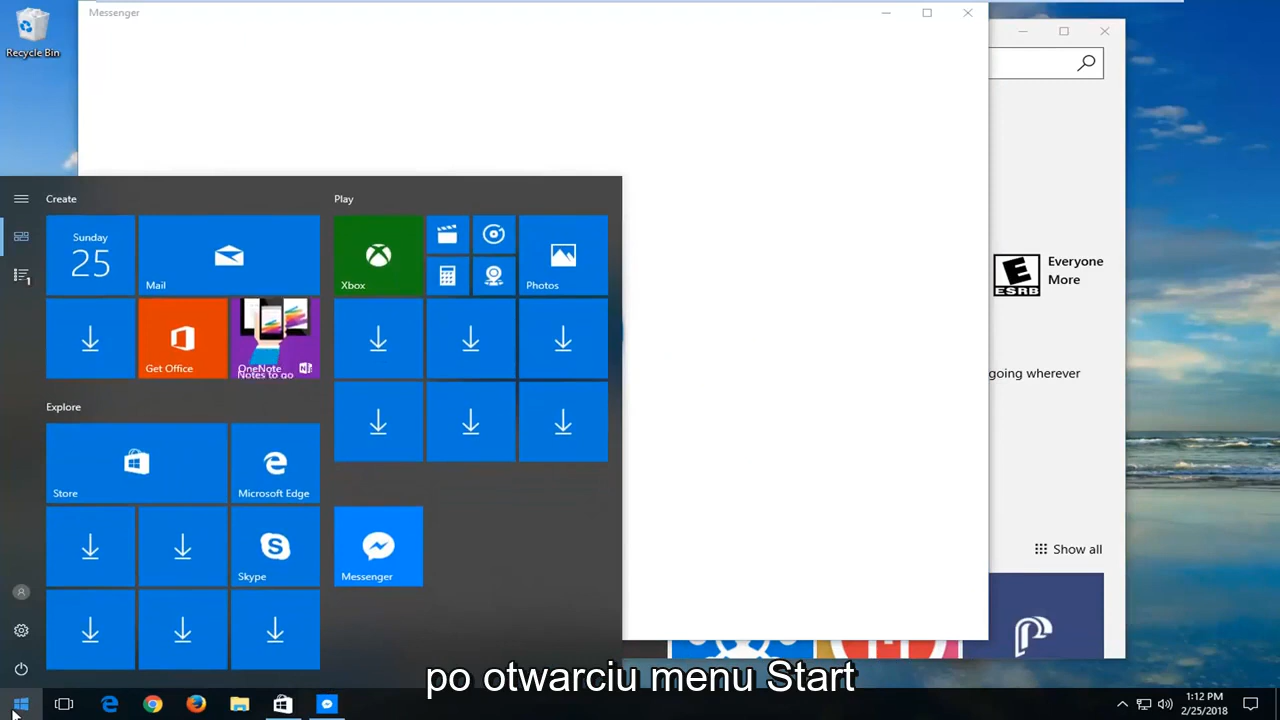 Messenger
Recycle Bin
Create
Play
Sunday
25
Mail
Xbox
Photos
Get Office
OneNote
Notes to go
Explore
Store
Microsoft Edge
Skype
Messenger
ESRB
Everyone
More
going wherever
Show all
po otwarciu menu Start
1:12 PM
2/25/2018